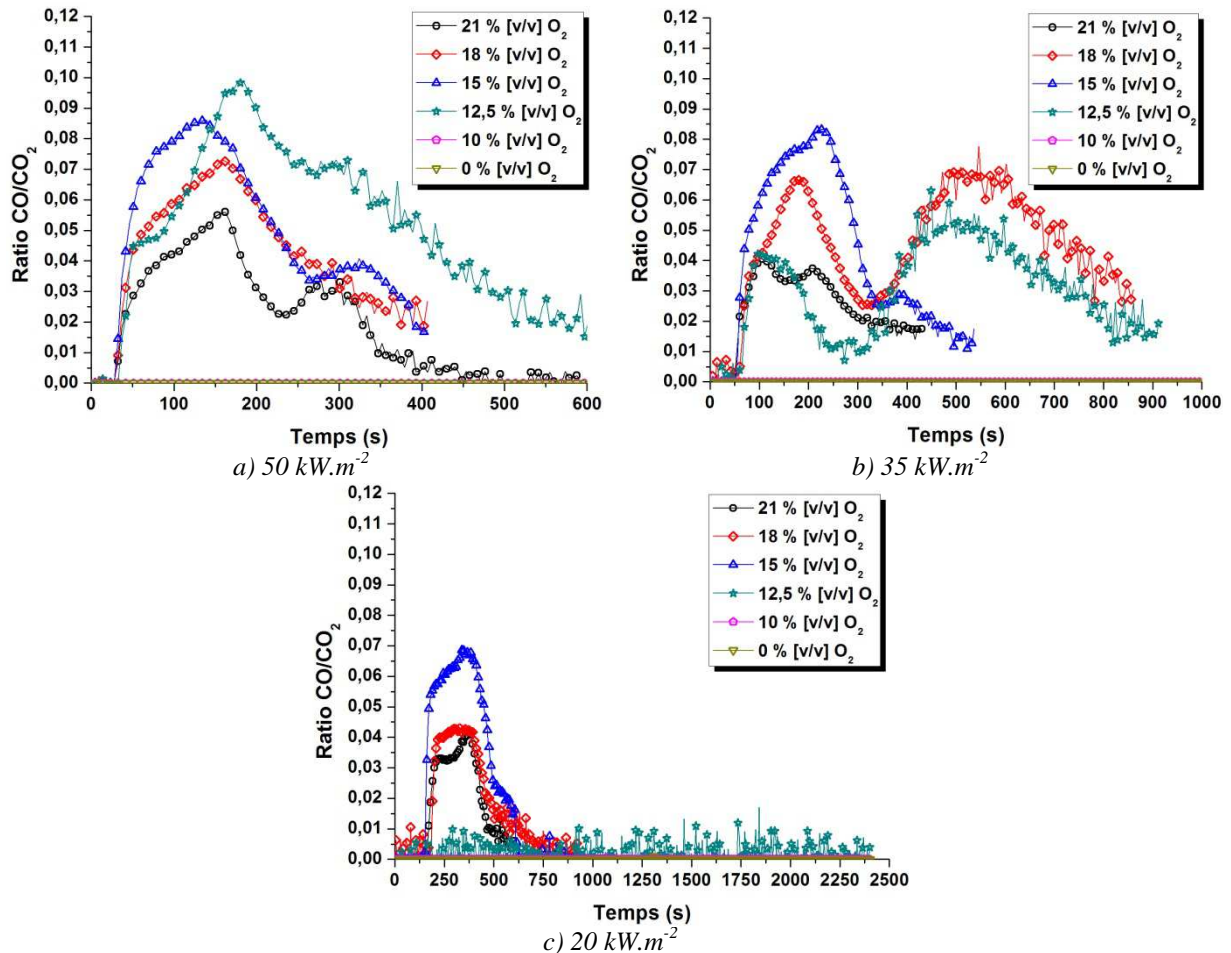 0,12
0,11
0,10
0,09
0,08
0,07
0,06
0,05
0,04
0,03
0,02
0,01
0,00
Ratio CO/CO2
21 % [v/v] O2
18 % [v/v] O2
15 % [v/v] O2
12,5 % [v/v] O2
10 % [v/v] O2
0 % [v/v] O2
0 100 200 300 400 500 600
Temps (s)
a) 50 kW.m-2
0,12
0,11
0,10
0,09
0,08
0,07
0,06
0,05
0,04
0,03
0,02
0,01
0,00
Ratio CO/CO2
21 % [v/v] O2
18 % [v/v] O2
15 % [v/v] O2
12,5 % [v/v] O2
10 % [v/v] O2
0 % [v/v] O2
0 100 200 300 400 500 600 700 800 900 1000
Temps (s)
b) 35 kW.m-2
0,12
0,11
0,10
0,09
0,08
0,07
0,06
0,05
0,04
0,03
0,02
0,01
0,00
Ratio CO/CO2
21 % [v/v] O2
18 % [v/v] O2
15 % [v/v] O2
12,5 % [v/v] O2
10 % [v/v] O2
0 % [v/v] O2
0 250 500 750 1000 1250 1500 1750 2000 2250 2500
Temps (s)
c) 20 kW.m-2